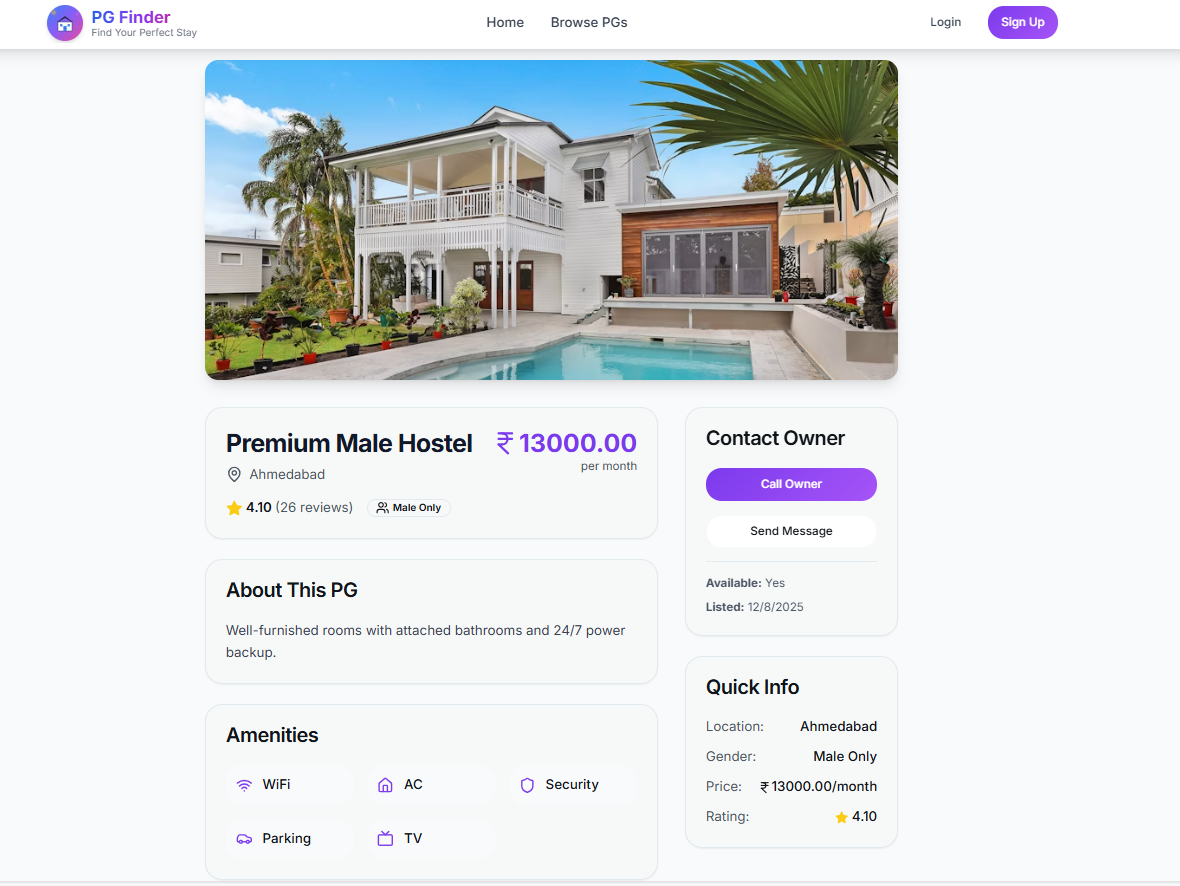 PG Finder
Find Your Perfect Stay
Home
Browse PGs
Login
Sign Up
Premium Male Hostel
₹ 13000.00
per month
Ahmedabad
4.10 (26 reviews)
Male Only
About This PG
Well-furnished rooms with attached bathrooms and 24/7 power
backup.
Amenities
WiFi
AC
Security
Parking
TV
Contact Owner
Call Owner
Send Message
Available: Yes
Listed: 12/8/2025
Quick Info
Location: Ahmedabad
Gender: Male Only
Price: ₹ 13000.00/month
Rating: 4.10